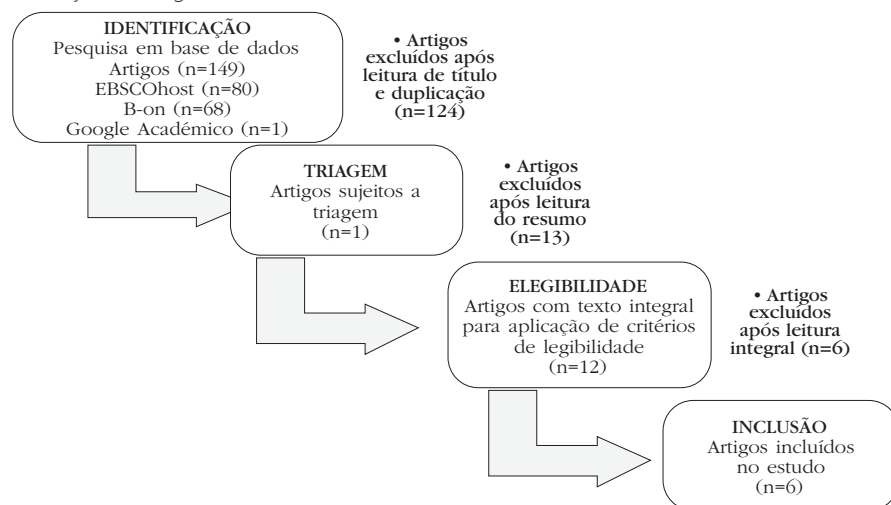 IDENTIFICAÇÃO
Pesquisa em base de dados
Artigos (n=149)
EBSCOhost (n=80)
B-on (n=68)
Google Académico (n=1)
• Artigos
excluídos após
leitura de título
e duplicação
(n=124)
TRIAGEM
Artigos sujeitos a
triagem
(n=1)
• Artigos
excluídos
após leitura
do resumo
(n=13)
ELEGIBILIDADE
Artigos com texto integral
para aplicação de critérios
de legibilidade
(n=12)
• Artigos
excluídos
após leitura
integral (n=6)
INCLUSÃO
Artigos incluídos
no estudo
(n=6)